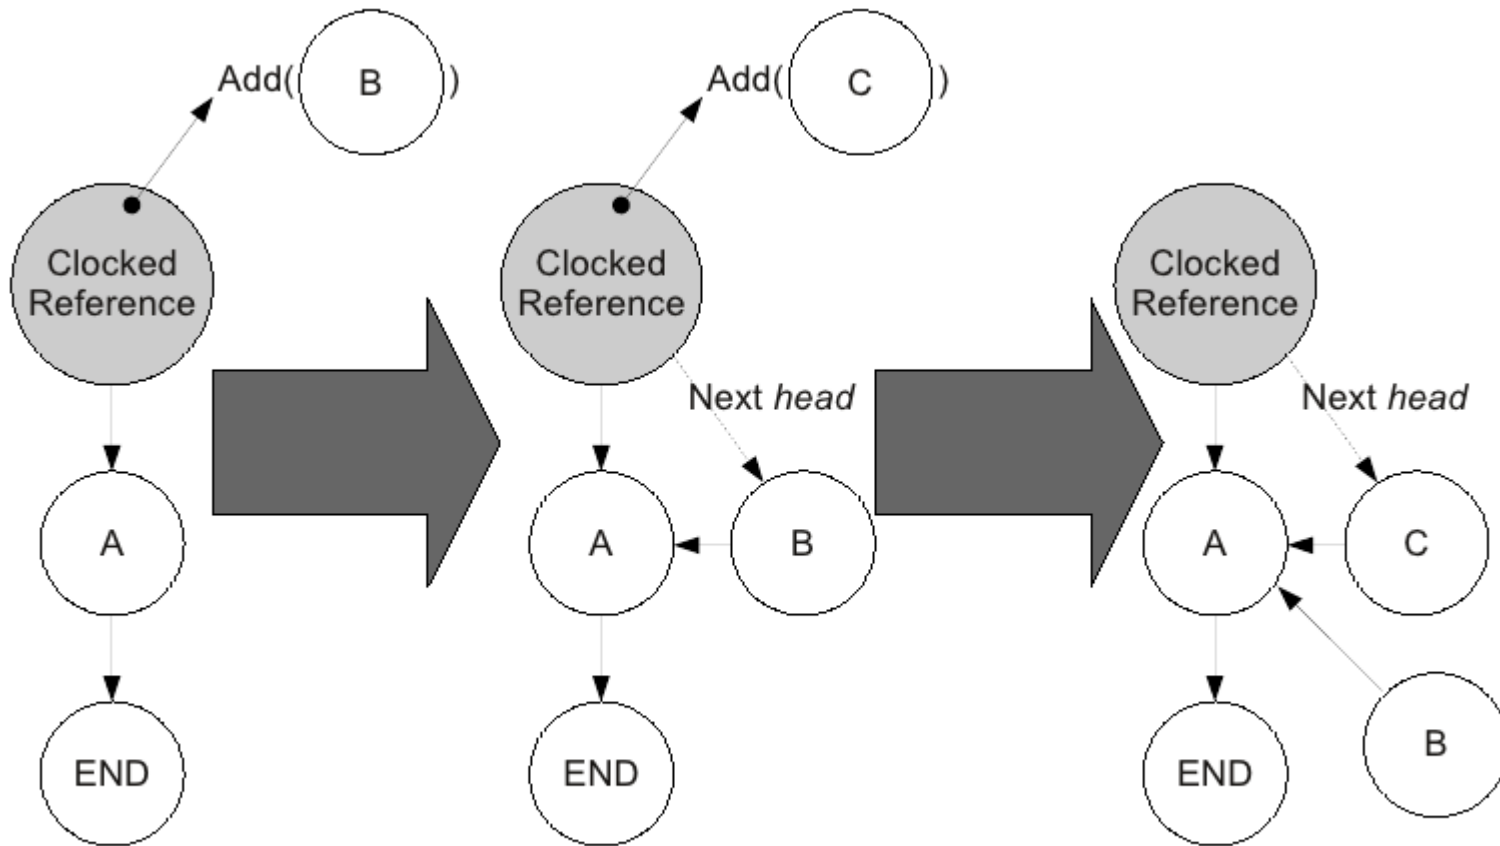 Add( B )
Add( C )
Clocked
Reference
Clocked
Reference
Clocked
Reference
Next head
Next head
A
A
B
A
C
END
END
END
B